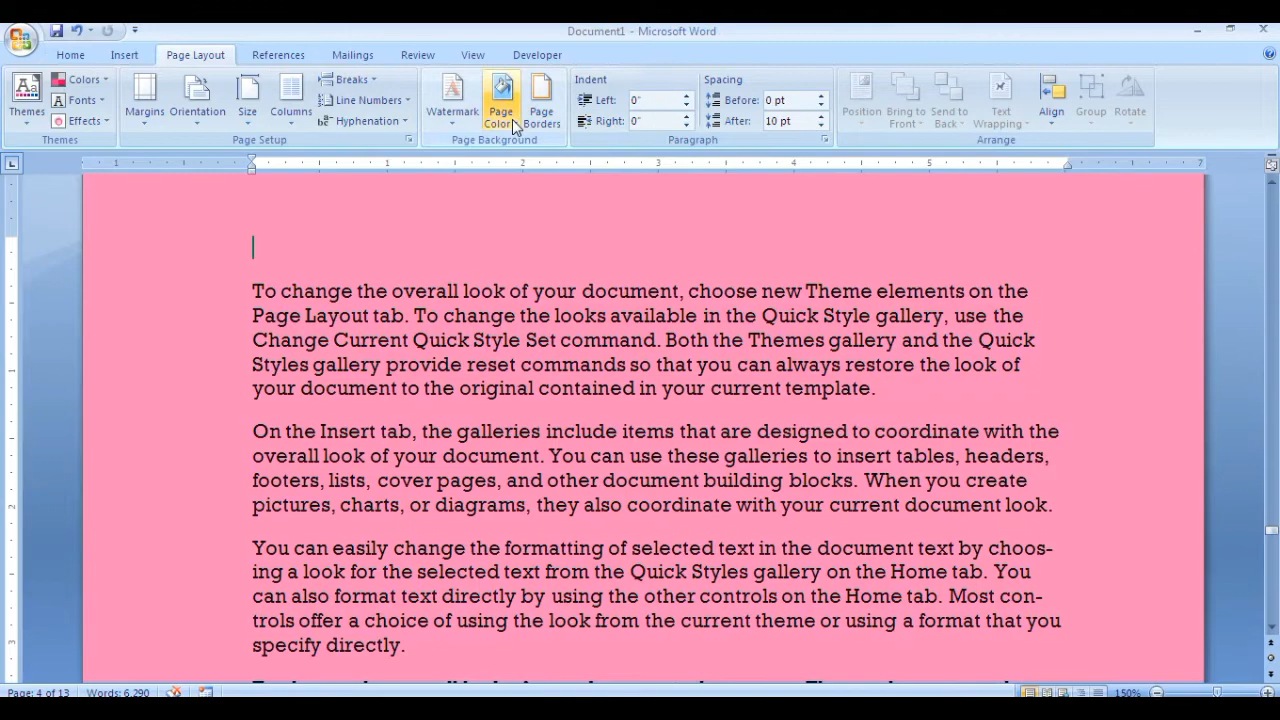 Document1 - Microsoft Word
Home Insert Page Layout References Mailings Review View Developer
Themes
Colors
Fonts
Effects
Themes
Margins
Orientation
Size
Columns
Breaks
Line Numbers
Hyphenation
Page Setup
Watermark
Page Color
Page Borders
Page Background
Indent
Left: 0"
Right: 0"
Spacing
Before: 0 pt
After: 10 pt
Paragraph
Position
Bring to Front
Send to Back
Text Wrapping
Align
Group
Rotate
Arrange
1 1 2 3 4 5 7
To change the overall look of your document, choose new Theme elements on the
Page Layout tab. To change the looks available in the Quick Style gallery, use the
Change Current Quick Style Set command. Both the Themes gallery and the Quick
Styles gallery provide reset commands so that you can always restore the look of
your document to the original contained in your current template.
On the Insert tab, the galleries include items that are designed to coordinate with the
overall look of your document. You can use these galleries to insert tables, headers,
footers, lists, cover pages, and other document building blocks. When you create
pictures, charts, or diagrams, they also coordinate with your current document look.
You can easily change the formatting of selected text in the document text by choos-
ing a look for the selected text from the Quick Styles gallery on the Home tab. You
can also format text directly by using the other controls on the Home tab. Most con-
trols offer a choice of using the look from the current theme or using a format that you
specify directly.
Page: 4 of 13 Words: 6,290 150%